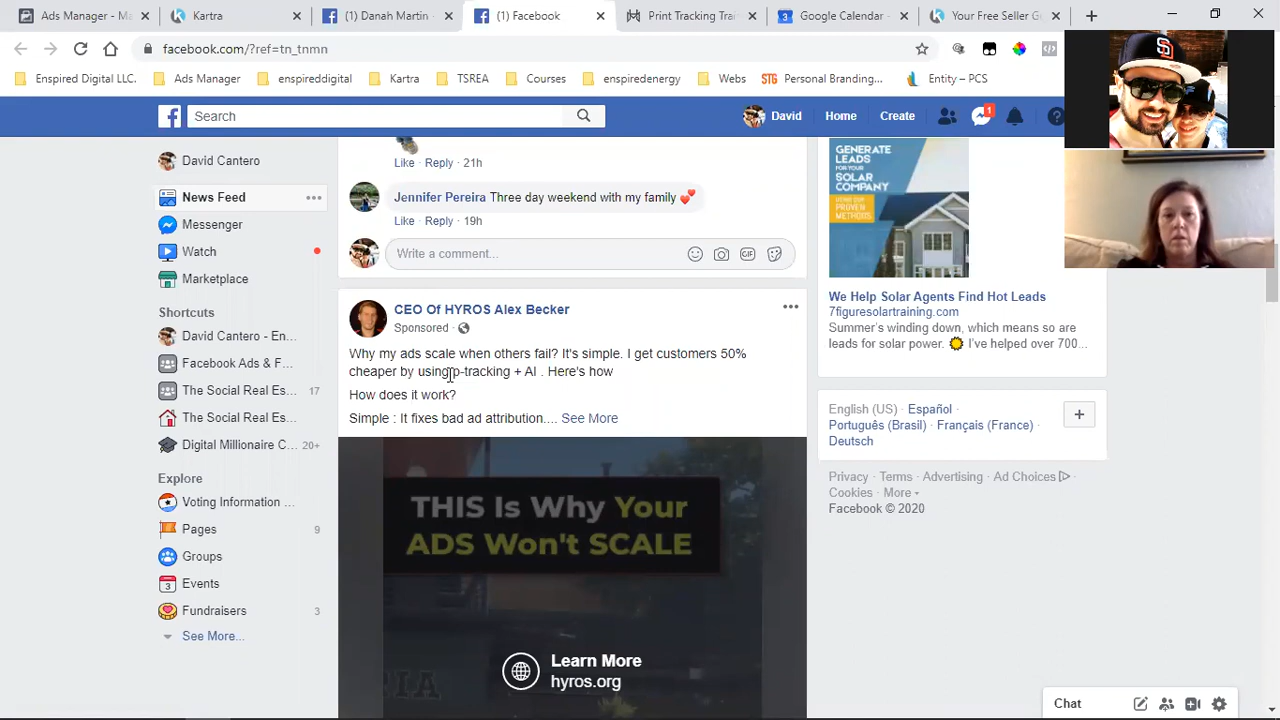 Ads Manager - Ma
Kartra
(1) Danah Martin -
(1) Facebook
Print Tracking Trai
Google Calendar -
Your Free Seller G
facebook.com/?ref=tn_tnmn
Enspired Digital LLC.
Ads Manager
enspireddigital
Kartra
TSREA
Courses
enspiredenergy
Webs
STG Personal Branding...
Entity – PCS
Search
David
Home
Create
1
David Cantero
News Feed
Messenger
Watch
Marketplace
Shortcuts
David Cantero - En...
Facebook Ads & F...
The Social Real Es... 17
The Social Real Es...
Digital Millionaire C... 20+
Explore
Voting Information ...
Pages 9
Groups
Events
Fundraisers 3
See More...
Like · Reply · 21h
Jennifer Pereira Three day weekend with my family
Like · Reply · 19h
Write a comment...
GIF
CEO Of HYROS Alex Becker
Sponsored ·
Why my ads scale when others fail? It's simple. I get customers 50%
cheaper by using p-tracking + AI . Here's how
How does it work?
Simple : It fixes bad ad attribution.... See More
THIS Is Why Your
ADS Won't SCALE
Learn More
hyros.org
GENERATE
LEADS
FOR YOUR
SOLAR
COMPANY
PROVEN
METHODS
We Help Solar Agents Find Hot Leads
7figuresolartraining.com
Summer's winding down, which means so are
leads for solar power. I've helped over 700...
English (US) · Español ·
Português (Brasil) · Français (France) ·
Deutsch
Privacy · Terms · Advertising · Ad Choices ·
Cookies · More
Facebook © 2020
Chat